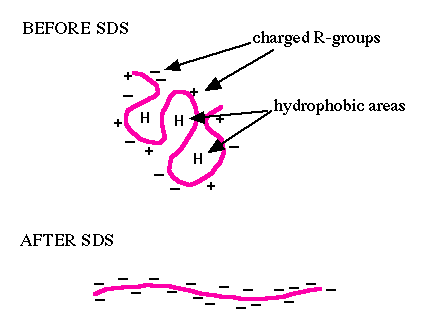 BEFORE SDS
charged R-groups
hydrophobic areas
H
H
H
AFTER SDS